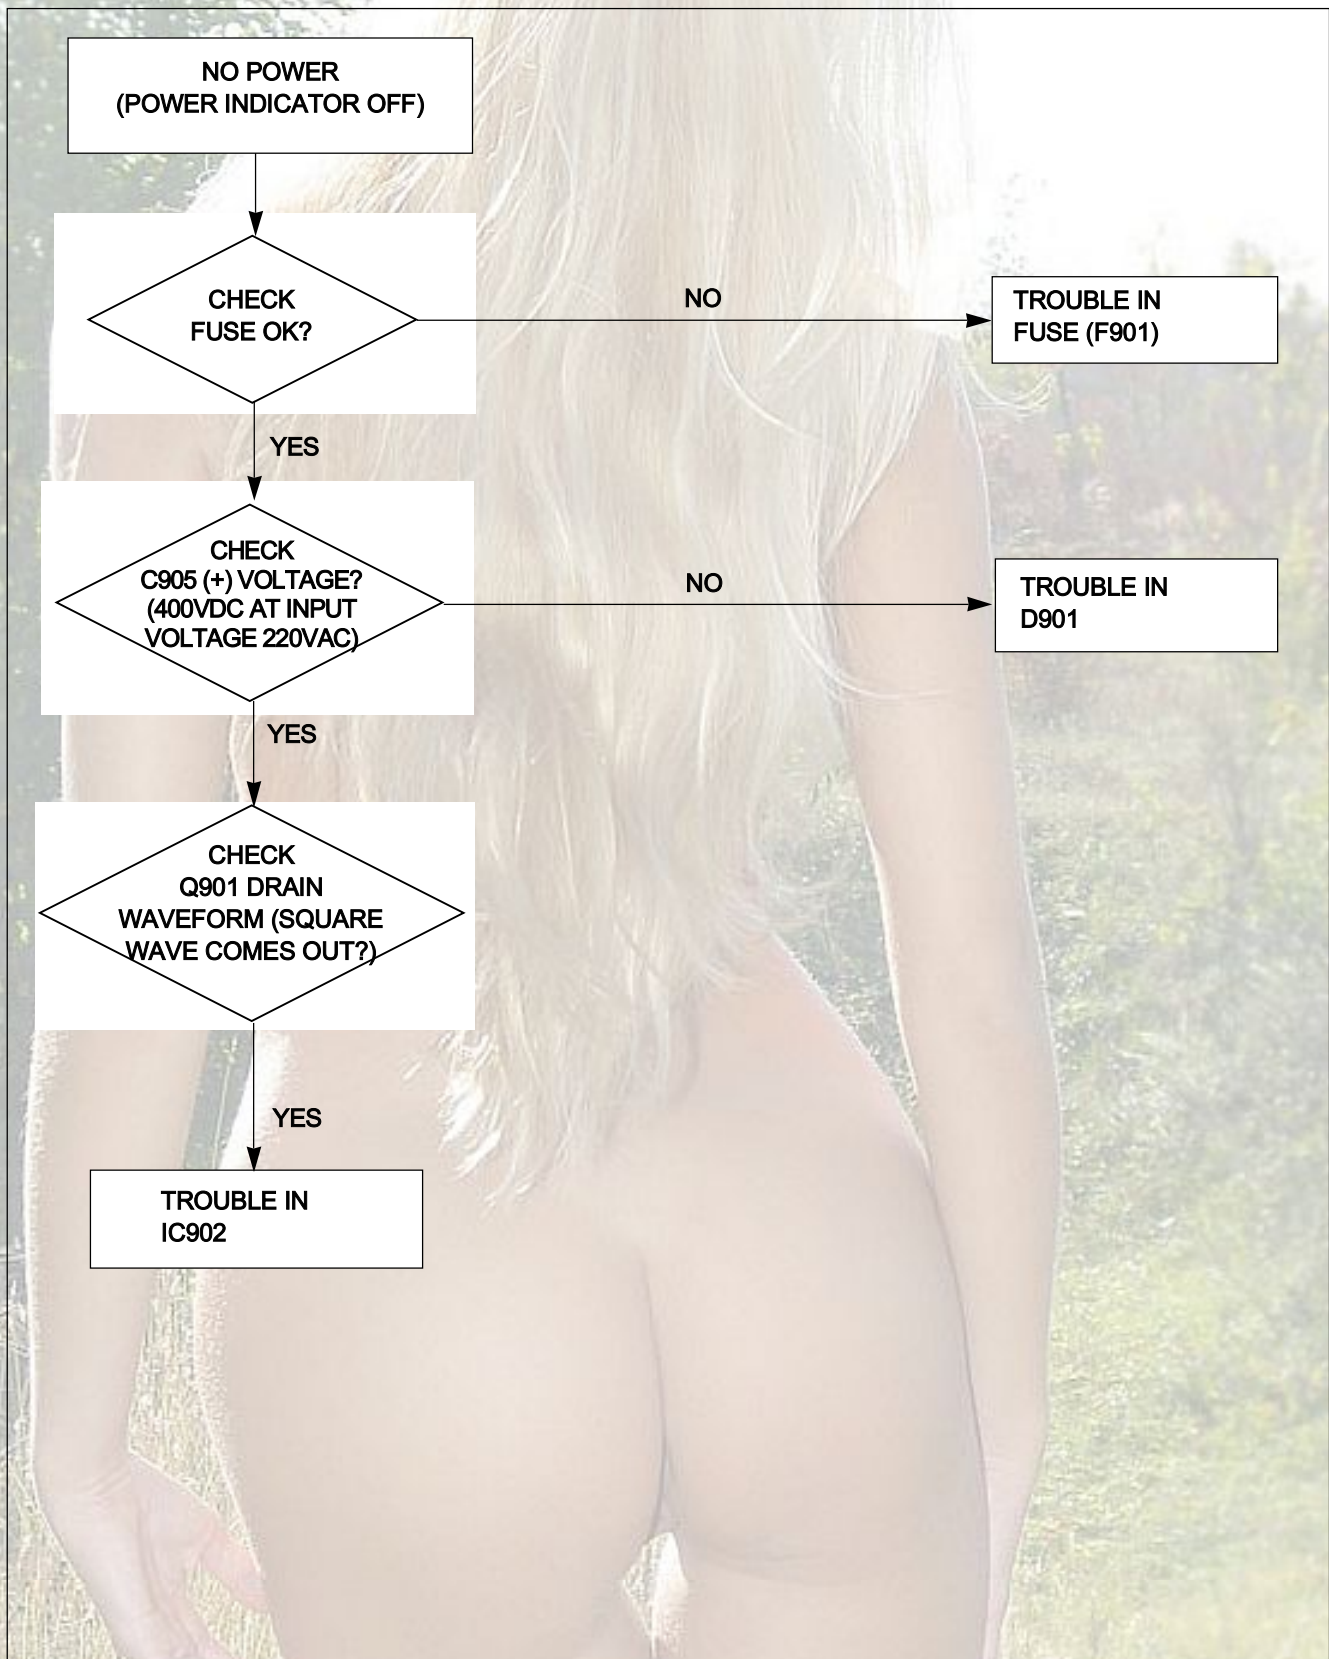 NO POWER
(POWER INDICATOR OFF)
CHECK
FUSE OK?
NO
TROUBLE IN
FUSE (F901)
YES
CHECK
C905 (+) VOLTAGE?
(400VDC AT INPUT
VOLTAGE 220VAC)
NO
TROUBLE IN
D901
YES
CHECK
Q901 DRAIN
WAVEFORM (SQUARE
WAVE COMES OUT?)
YES
TROUBLE IN
IC902